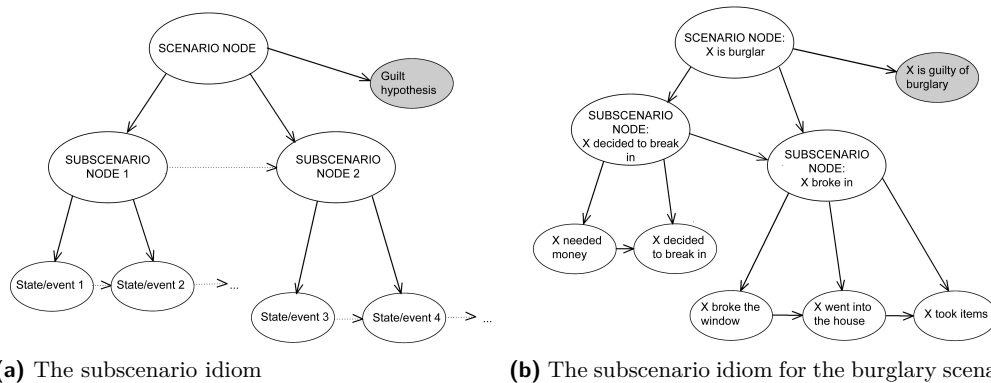 SCENARIO NODE
Guilt
hypothesis
SUBSCENARIO
NODE 1
SUBSCENARIO
NODE 2
State/event 1
State/event 2
...
State/event 3
State/event 4
...
(a) The subscenario idiom
SCENARIO NODE:
X is burglar
X is guilty of
burglary
SUBSCENARIO
NODE:
X decided to break
in
SUBSCENARIO
NODE:
X broke in
X needed
money
X decided
to break in
X broke the
window
X went into
the house
X took items
(b) The subscenario idiom for the burglary scena